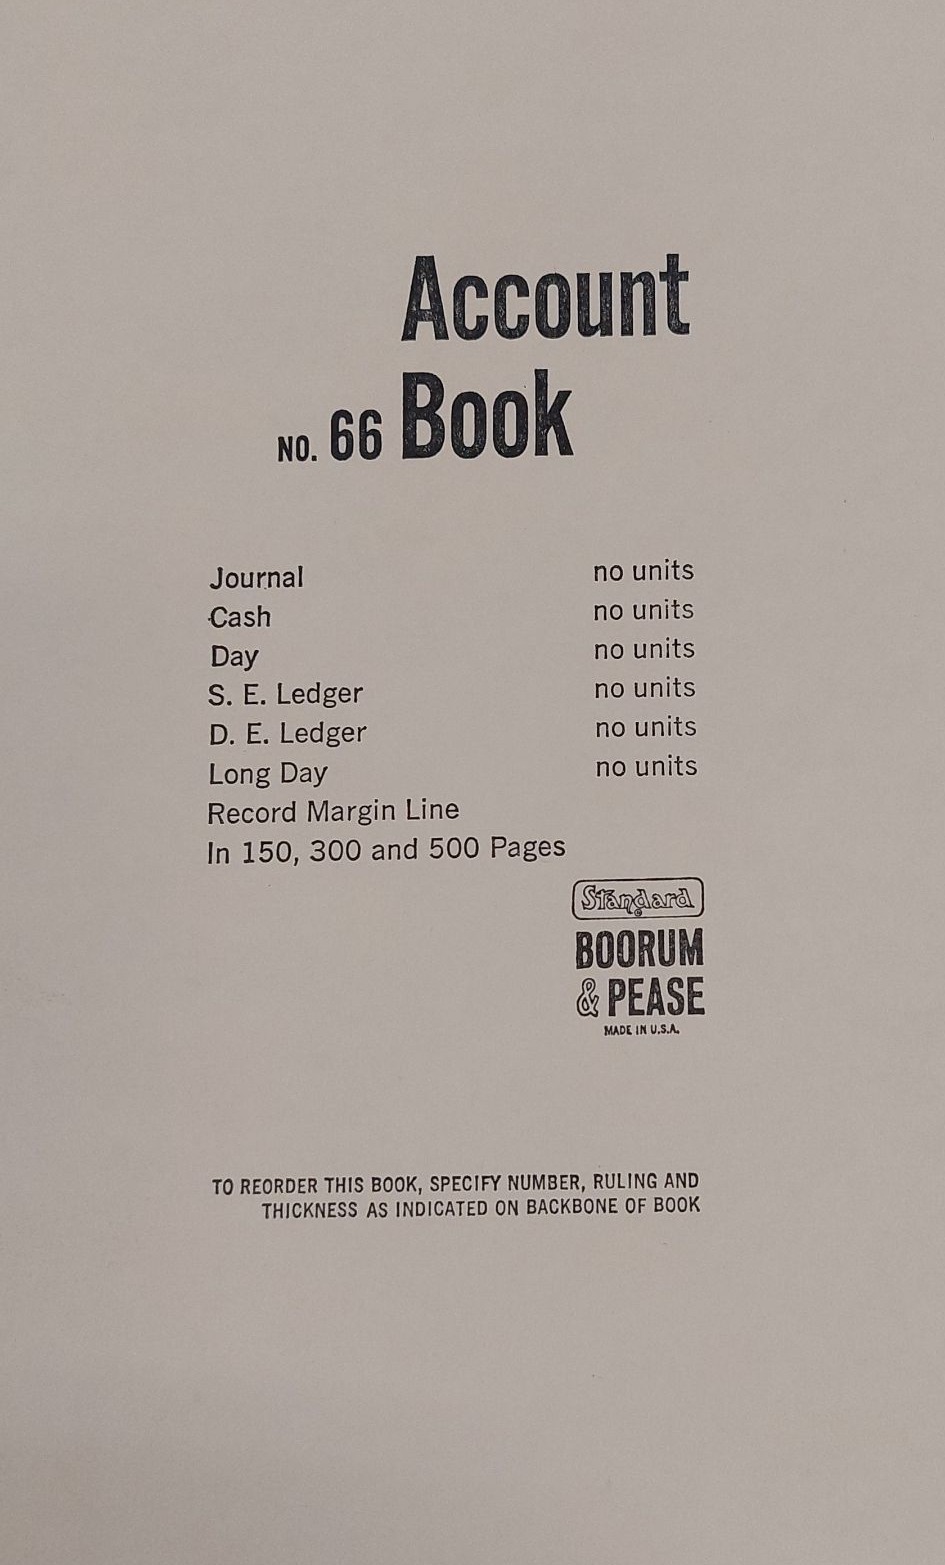 Account
NO. 66 Book
Journal no units
Cash no units
Day no units
S. E. Ledger no units
D. E. Ledger no units
Long Day no units
Record Margin Line
In 150, 300 and 500 Pages
Standard
BOORUM
& PEASE
MADE IN U.S.A.
TO REORDER THIS BOOK, SPECIFY NUMBER, RULING AND
THICKNESS AS INDICATED ON BACKBONE OF BOOK